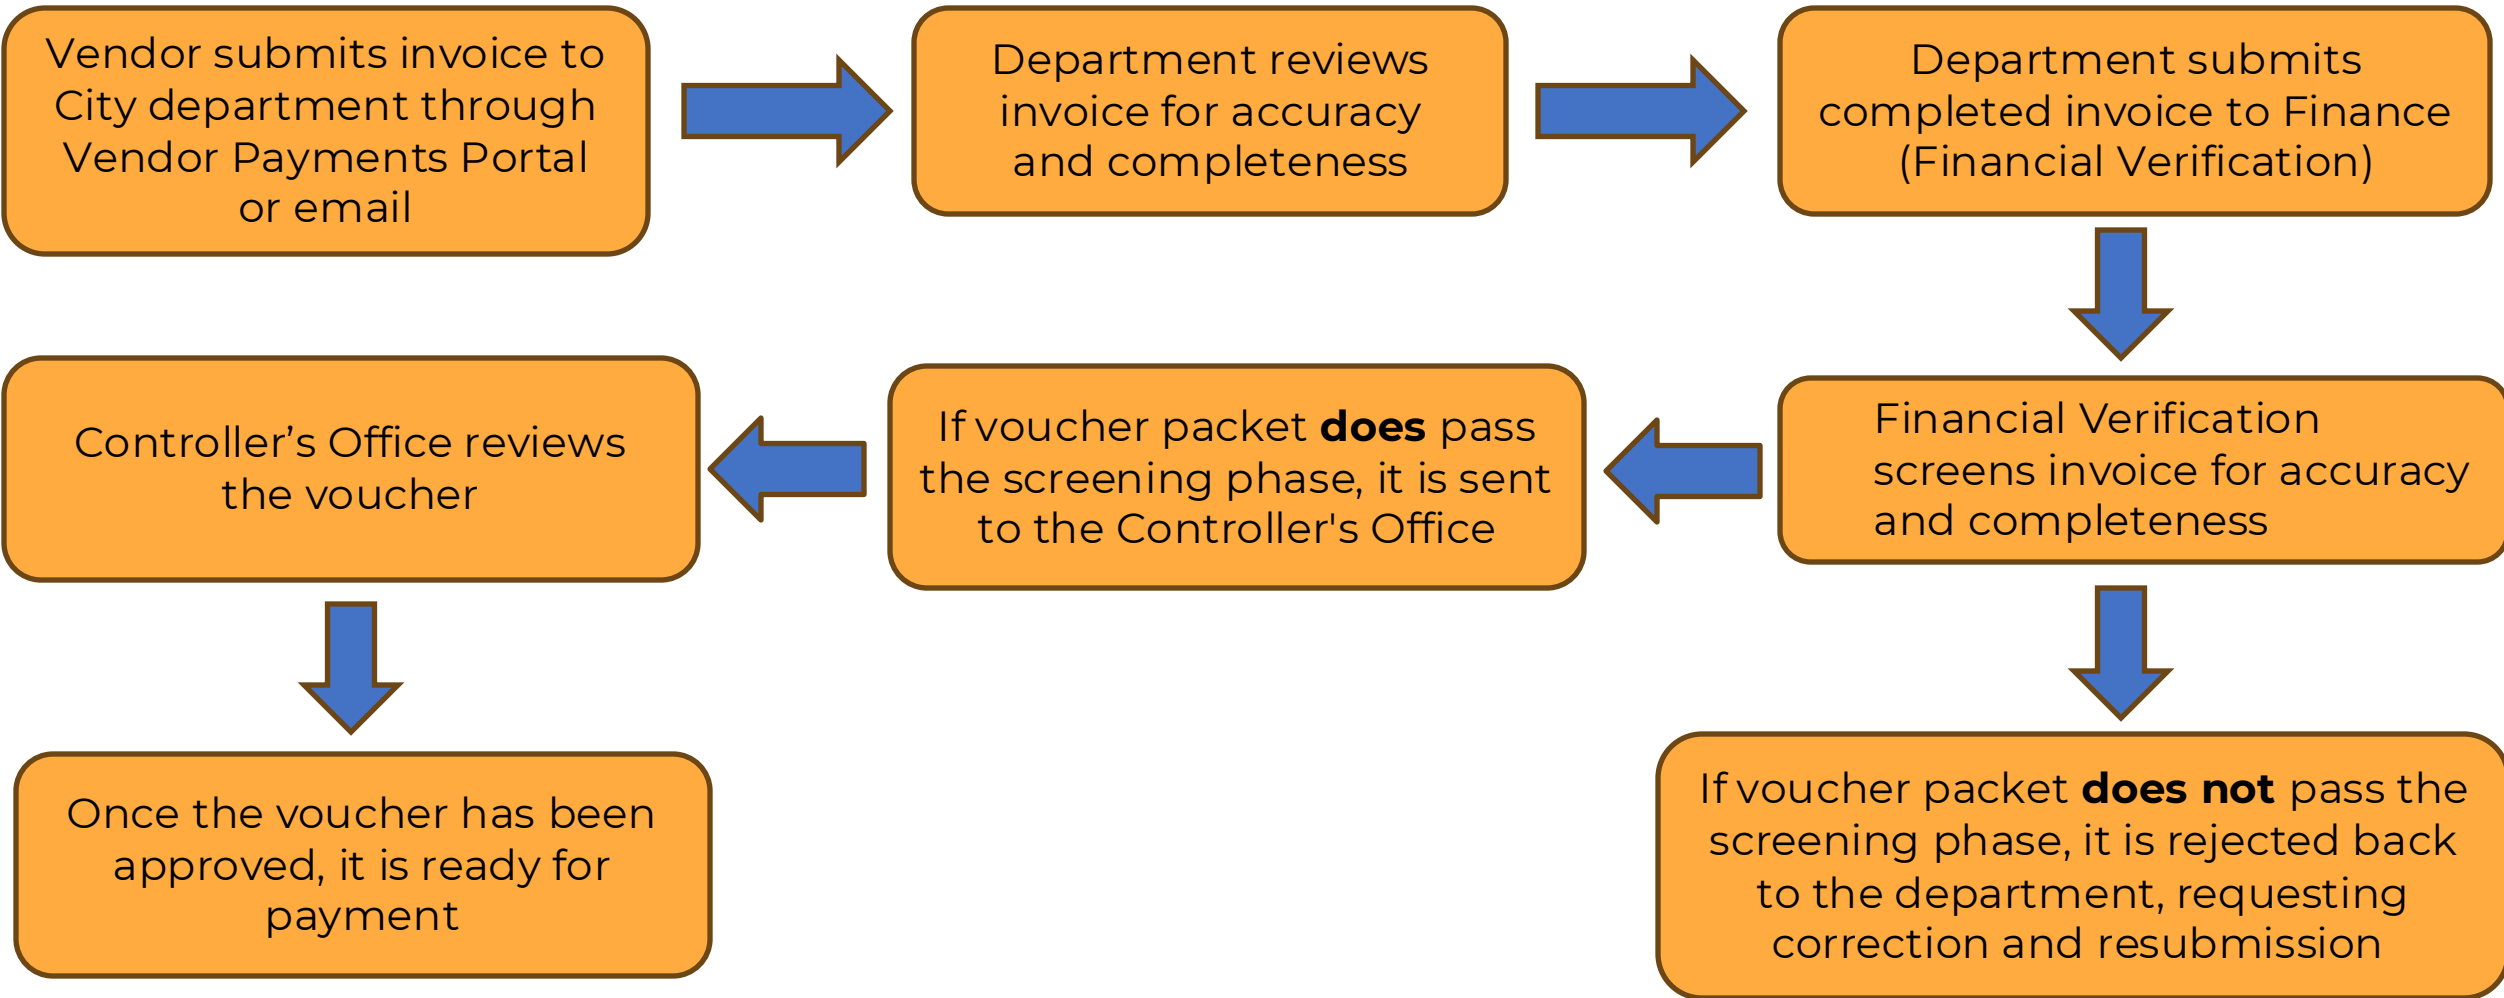 Vendor submits invoice to
City department through
Vendor Payments Portal
or email
Department reviews
invoice for accuracy
and completeness
Department submits
completed invoice to Finance
(Financial Verification)
Controller’s Office reviews
the voucher
If voucher packet does pass
the screening phase, it is sent
to the Controller's Office
Financial Verification
screens invoice for accuracy
and completeness
Once the voucher has been
approved, it is ready for
payment
If voucher packet does not pass the
screening phase, it is rejected back
to the department, requesting
correction and resubmission